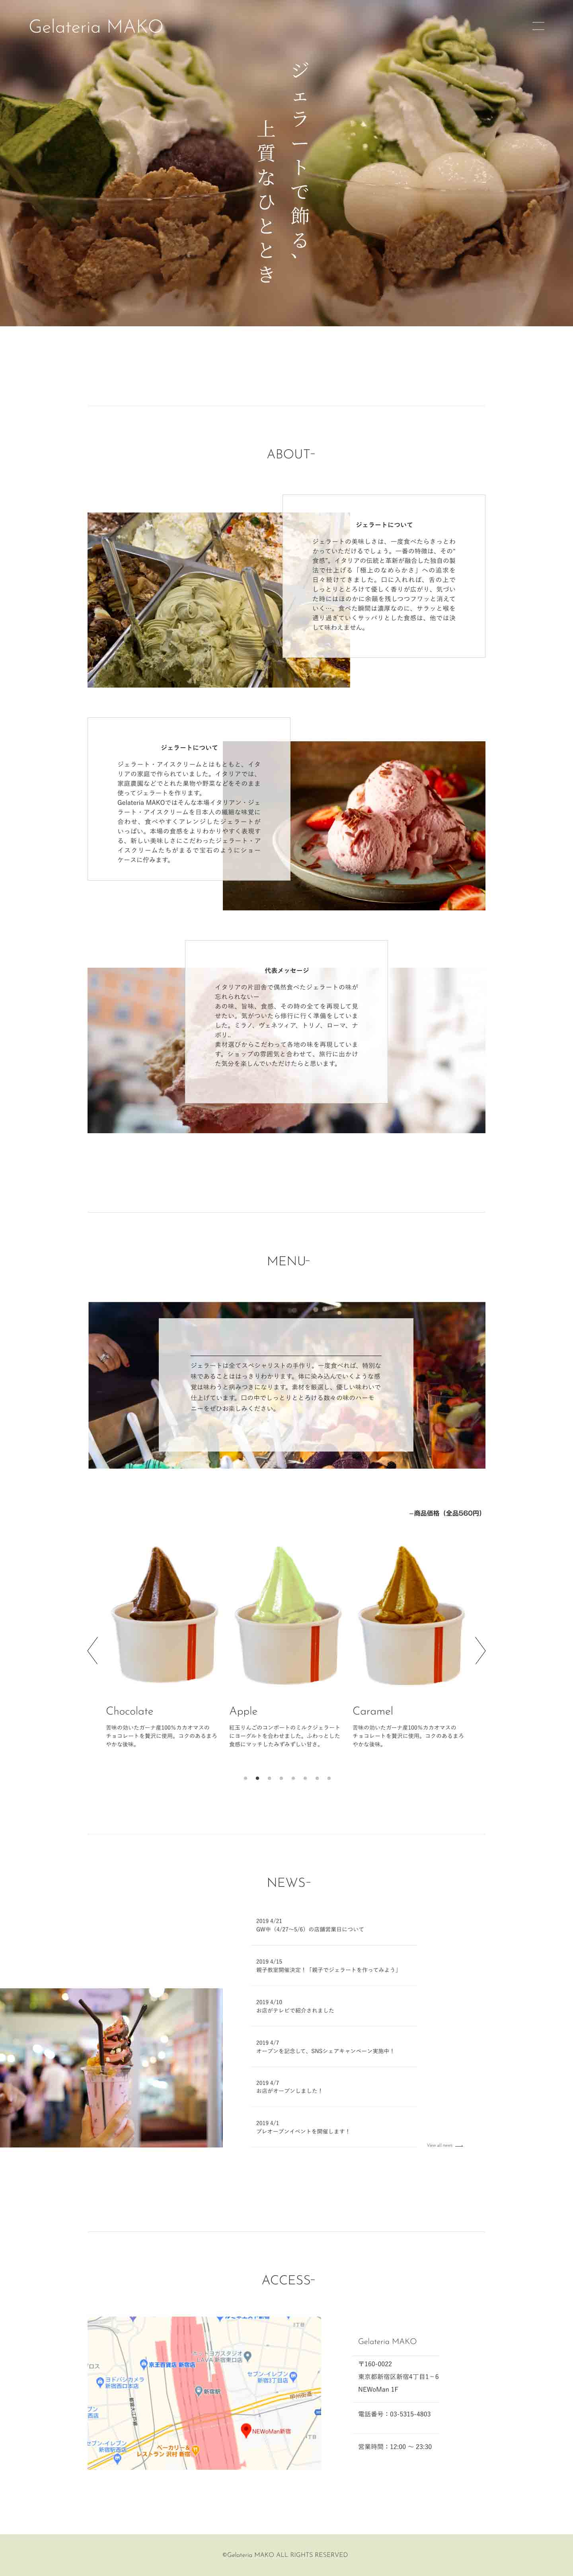 Gelateria MAKO
ジェラートで飾る、
上質なひととき
ABOUT-
ジェラートについて
ジェラートの美味しさは、一度食べたらきっとわ
かっていただけるでしょう。一番の特徴は、その“
食感”。イタリアの伝統と革新が融合した独自の製
法で仕上げる「極上のなめらかさ」への追求を
日々続けてきました。口に入れれば、舌の上で
しっとりととろけて優しく香りが広がり、気づい
た時にはほのかに余韻を残しつつフワッと消えて
いく…。食べた瞬間は濃厚なのに、サラッと喉を
通り過ぎていくサッパリとした食感は、他では決
して味わえません。
ジェラートについて
ジェラート・アイスクリームとはもともと、イタ
リアの家庭で作られていました。イタリアでは、
家庭農園などでとれた果物や野菜などをそのまま
使ってジェラートを作ります。
Gelateria MAKOではそんな本場イタリアン・ジェ
ラート・アイスクリームを日本人の繊細な味覚に
合わせ、食べやすくアレンジしたジェラートが
いっぱい。本場の食感をよりわかりやすく表現す
る、新しい美味しさにこだわったジェラート・ア
イスクリームたちがまるで宝石のようにショー
ケースに佇みます。
代表メッセージ
イタリアの片田舎で偶然食べたジェラートの味が
忘れられないー
あの味、旨味、食感、その時の全てを再現して見
せたい。気がついたら修行に行く準備をしていま
した。ミラノ、ヴェネツィア、トリノ、ローマ、ナ
ポリ..
素材選びからこだわって各地の味を再現していま
す。ショップの雰囲気と合わせて、旅行に出かけ
た気分を楽しんでいただけたらと思います。
MENU-
ジェラートは全てスペシャリストの手作り。一度食べれば、特別な
味であることははっきりわかります。体に染み込んでいくような感
覚は味わうと病みつきになります。素材を厳選し、優しい味わいで
仕上げています。口の中でしっとりととろける数々の味のハーモ
ニーをぜひお楽しみください。
–商品価格（全品560円）
Chocolate
苦味の効いたガーナ産100%カカオマスの
チョコレートを贅沢に使用。コクのあるまろ
やかな後味。
Apple
紅玉りんごのコンポートのミルクジェラート
にヨーグルトを合わせました。ふわっとした
食感にマッチしたみずみずしい甘さ。
Caramel
苦味の効いたガーナ産100%カカオマスの
チョコレートを贅沢に使用。コクのあるまろ
やかな後味。
NEWS-
2019 4/21
GW中（4/27〜5/6）の店舗営業日について
2019 4/15
親子教室開催決定！「親子でジェラートを作ってみよう」
2019 4/10
お店がテレビで紹介されました
2019 4/7
オープンを記念して、SNSシェアキャンペーン実施中！
2019 4/7
お店がオープンしました！
2019 4/1
プレオープンイベントを開催します！
View all news
ACCESS-
京王百貨店 新宿店
ホットヨガスタジオ
LAVA 新宿東口店
ヨドバシカメラ
新宿西口本店
セブン-イレブン
新宿3丁目店
新宿駅
甲州街道
NEWoMan新宿
セブン-イレブン
新宿駅西店
ベーカリー&
レストラン 沢村 新宿
Gelateria MAKO
〒160-0022
東京都新宿区新宿4丁目1−6
NEWoMan 1F
電話番号：03-5315-4803
営業時間：12:00 〜 23:30
©Gelateria MAKO ALL RIGHTS RESERVED